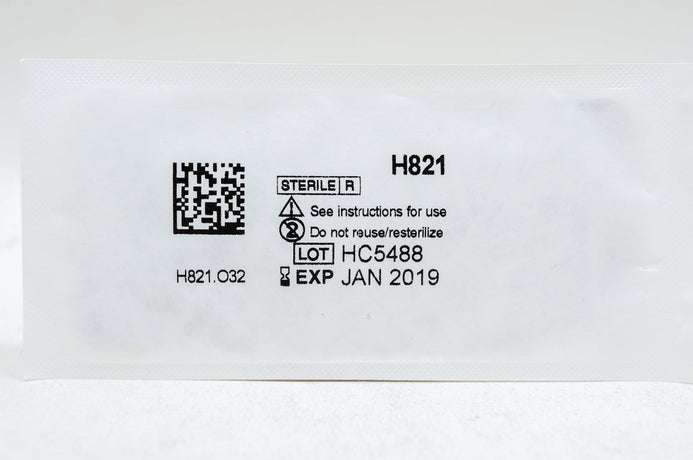 H821
STERILE R
See instructions for use
Do not reuse/resterilize
LOT HC5488
H821.O32
EXP JAN 2019